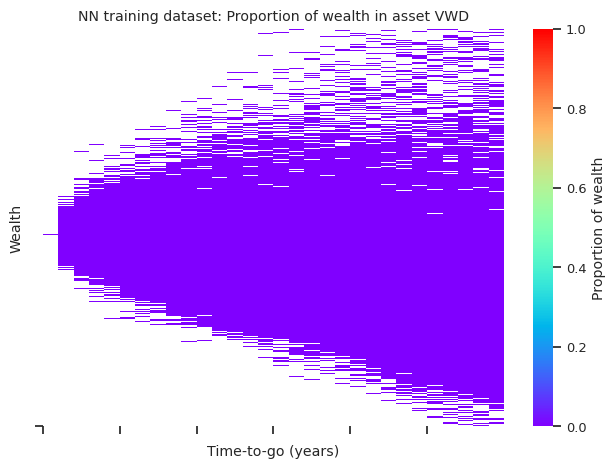 NN training dataset: Proportion of wealth in asset VWD
1.0
0.8
0.6
0.4
0.2
0.0
Proportion of wealth
Wealth
Time-to-go (years)